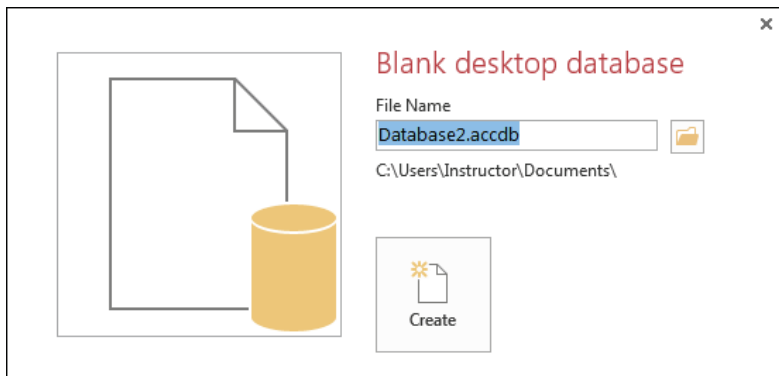 Blank desktop database
File Name
Database2.accdb
C:\Users\Instructor\Documents\
Create